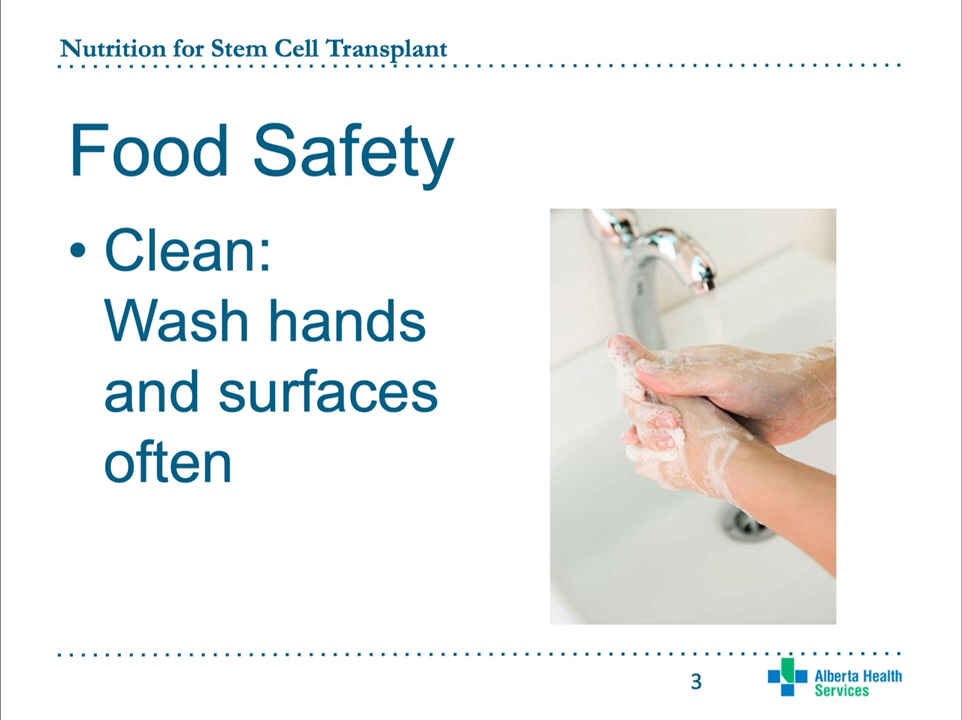 Nutrition for Stem Cell Transplant
Food Safety
• Clean:
Wash hands
and surfaces
often
3
Alberta Health
Services